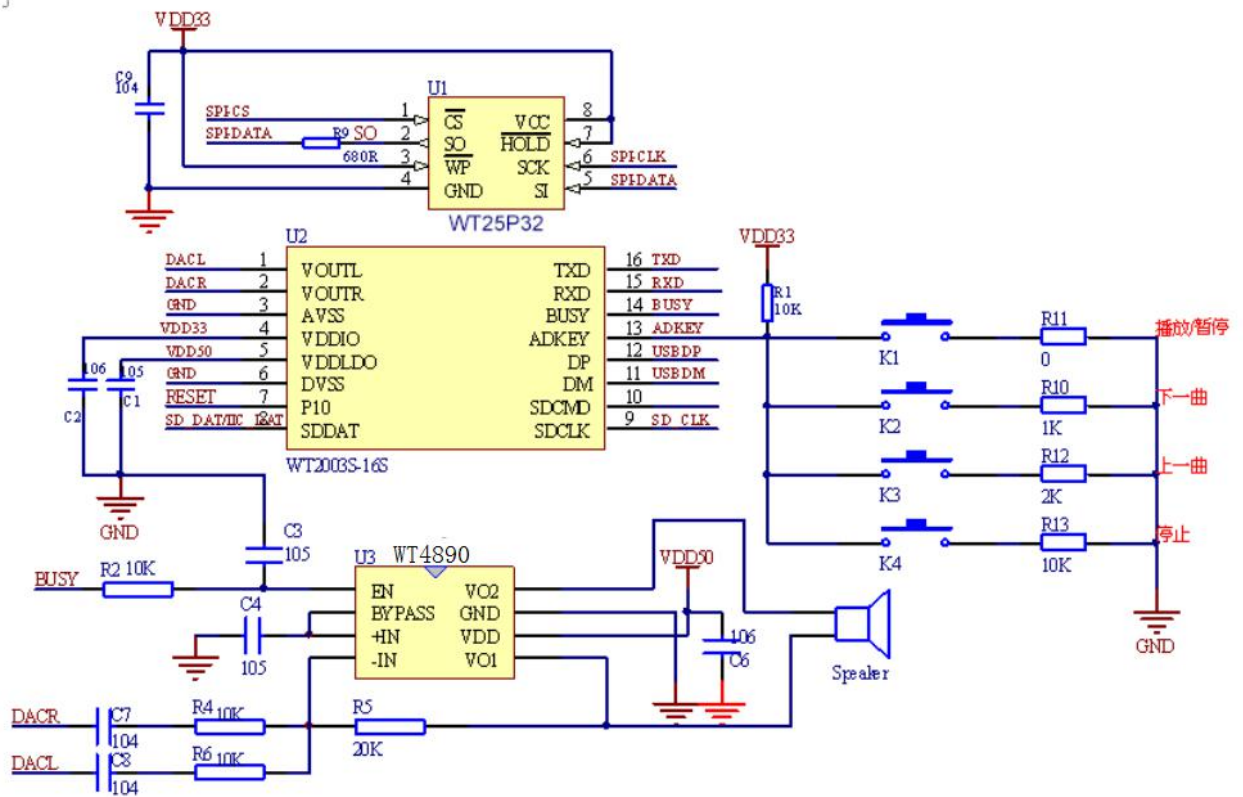 VDD33
C9
104
U1
SPI-CS
1
CS
VCC
8
SPI-DATA
R9
SO
2
SO
HOLD
7
680R
3
WP
SCK
6
SPI-CLK
4
GND
SI
5
SPI-DATA
WT25P32
U2
VDD33
DACL
1
VOUTL
TXD
16
TXD
DACR
2
VOUTR
RXD
15
RXD
GND
3
AVSS
BUSY
14
BUSY
R1
10K
VDD33
4
VDDIO
ADKEY
13
ADKEY
VDD50
5
VDDLDO
DP
12
USBDP
GND
6
DVSS
DM
11
USBDM
RESET
7
P10
SDCMD
10
SD_DAT/IIC_DAT
8
SDDAT
SDCLK
9
SD_CLK
106
105
C2
C1
WT2003S-16S
K1
R11
0
播放/暂停
K2
R10
1K
下一曲
K3
R12
2K
上一曲
K4
R13
10K
停止
GND
GND
C3
105
U3
WT4890
VDD50
BUSY
R2
10K
EN
VO2
BYPASS
GND
+IN
VDD
-IN
VO1
C4
105
106
C6
Speaker
DACR
C7
104
R4
10K
R5
20K
DACL
C8
104
R6
10K